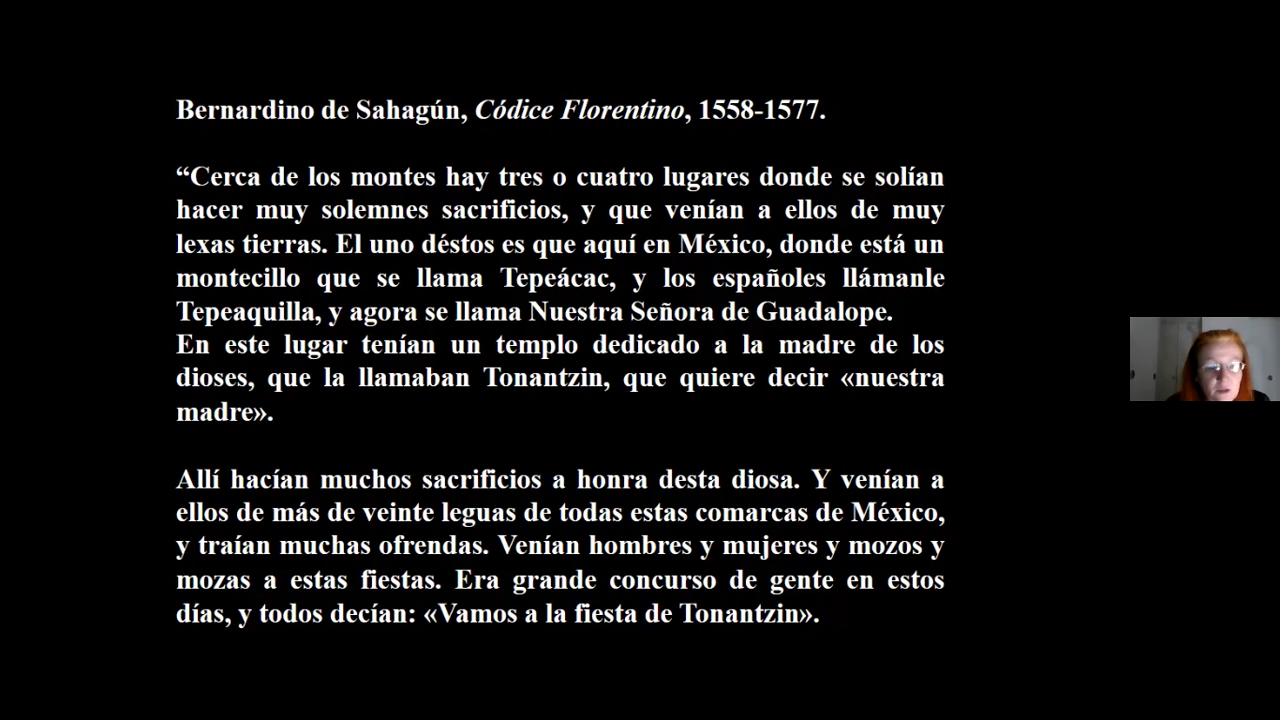 Bernardino de Sahagún, Códice Florentino, 1558-1577.
“Cerca de los montes hay tres o cuatro lugares donde se solían
hacer muy solemnes sacrificios, y que venían a ellos de muy
lexas tierras. El uno déstos es que aquí en México, donde está un
montecillo que se llama Tepeácac, y los españoles llámanle
Tepeaquilla, y agora se llama Nuestra Señora de Guadalope.
En este lugar tenían un templo dedicado a la madre de los
dioses, que la llamaban Tonantzin, que quiere decir «nuestra
madre».
Allí hacían muchos sacrificios a honra desta diosa. Y venían a
ellos de más de veinte leguas de todas estas comarcas de México,
y traían muchas ofrendas. Venían hombres y mujeres y mozos y
mozas a estas fiestas. Era grande concurso de gente en estos
días, y todos decían: «Vamos a la fiesta de Tonantzin».